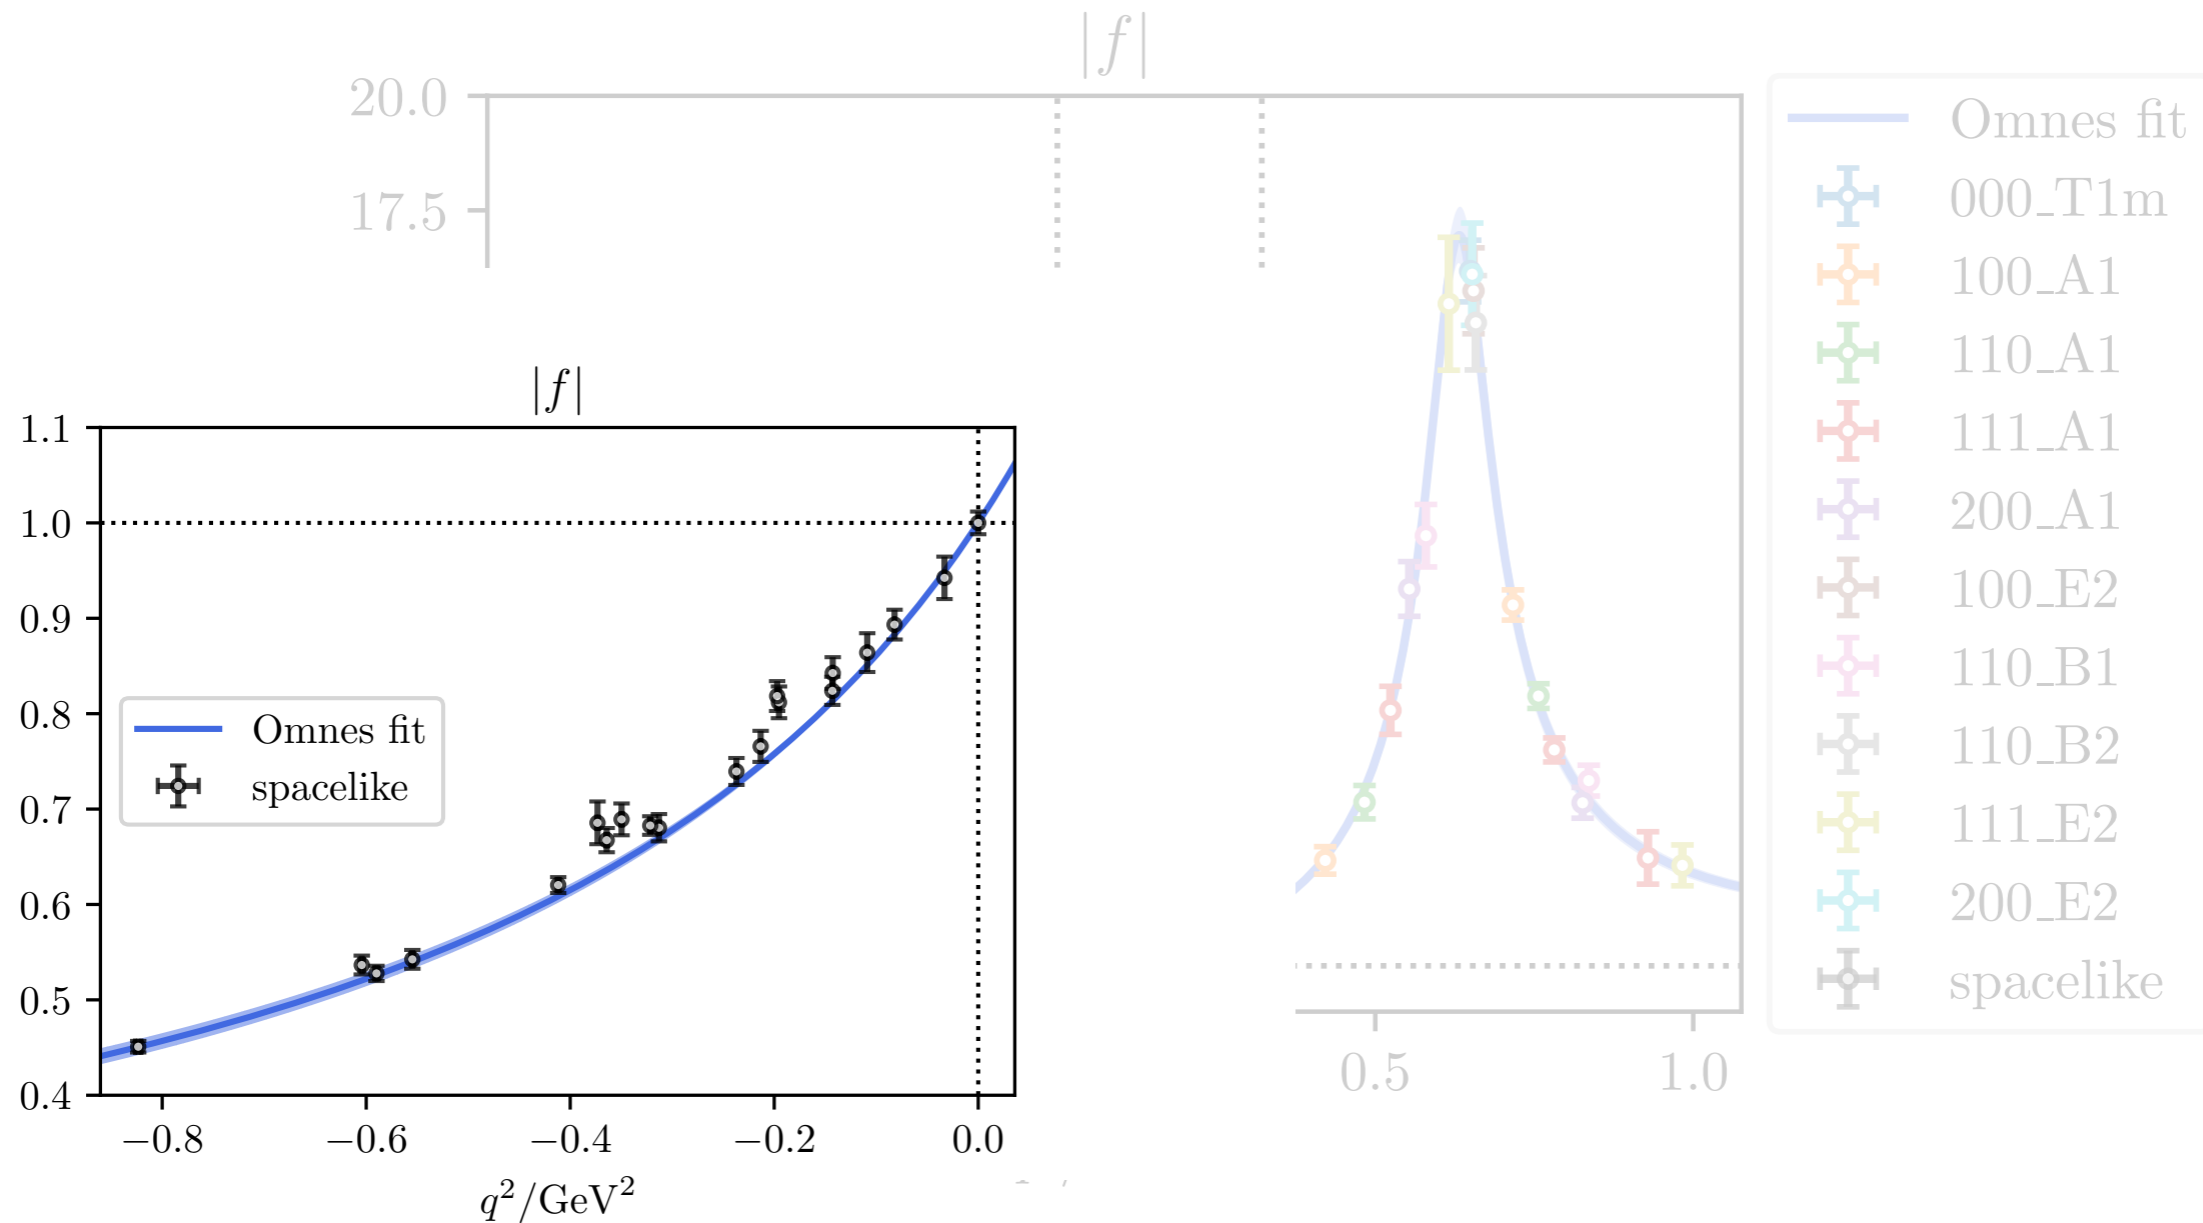 |f|
20.0
17.5
Omnes fit
000_T1m
100_A1
110_A1
111_A1
200_A1
100_E2
110_B1
110_B2
111_E2
200_E2
spacelike
0.5 1.0
|f|
1.1
1.0
0.9
0.8
0.7
0.6
0.5
0.4
Omnes fit
spacelike
−0.8 −0.6 −0.4 −0.2 0.0
q²/GeV²